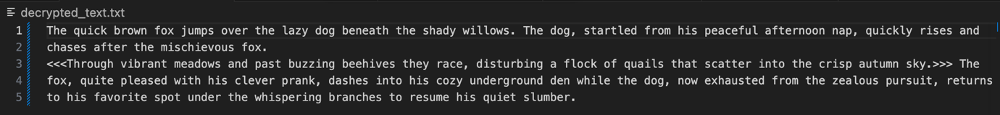 decrypted_text.txt
1 The quick brown fox jumps over the lazy dog beneath the shady willows. The dog, startled from his peaceful afternoon nap, quickly rises and
2 chases after the mischievous fox.
3 <<<Through vibrant meadows and past buzzing beehives they race, disturbing a flock of quails that scatter into the crisp autumn sky.>>> The
4 fox, quite pleased with his clever prank, dashes into his cozy underground den while the dog, now exhausted from the zealous pursuit, returns
5 to his favorite spot under the whispering branches to resume his quiet slumber.